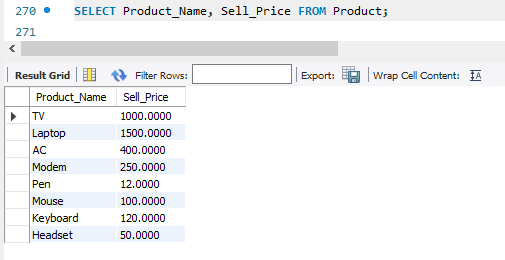 270 SELECT Product_Name, Sell_Price FROM Product;
271
Result Grid Filter Rows: Export: Wrap Cell Content: IA
Product_Name Sell_Price
TV 1000.0000
Laptop 1500.0000
AC 400.0000
Modem 250.0000
Pen 12.0000
Mouse 100.0000
Keyboard 120.0000
Headset 50.0000